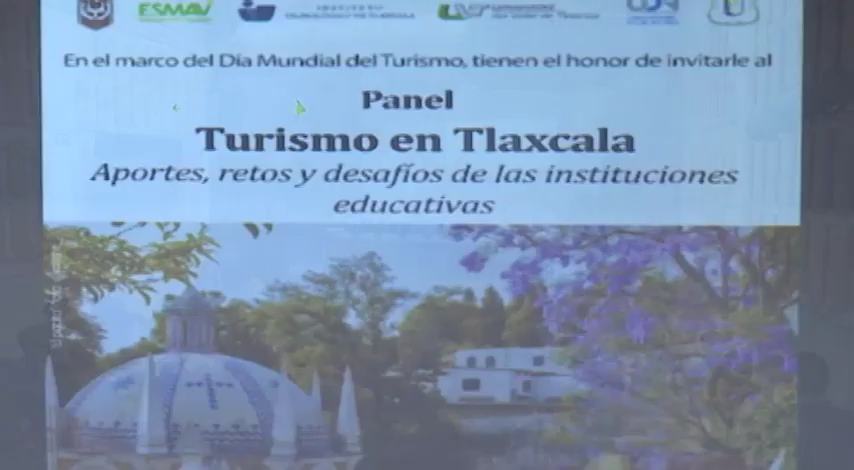 ESMAV
En el marco del Día Mundial del Turismo, tienen el honor de invitarle al
Panel
Turismo en Tlaxcala
Aportes, retos y desafíos de las instituciones
educativas